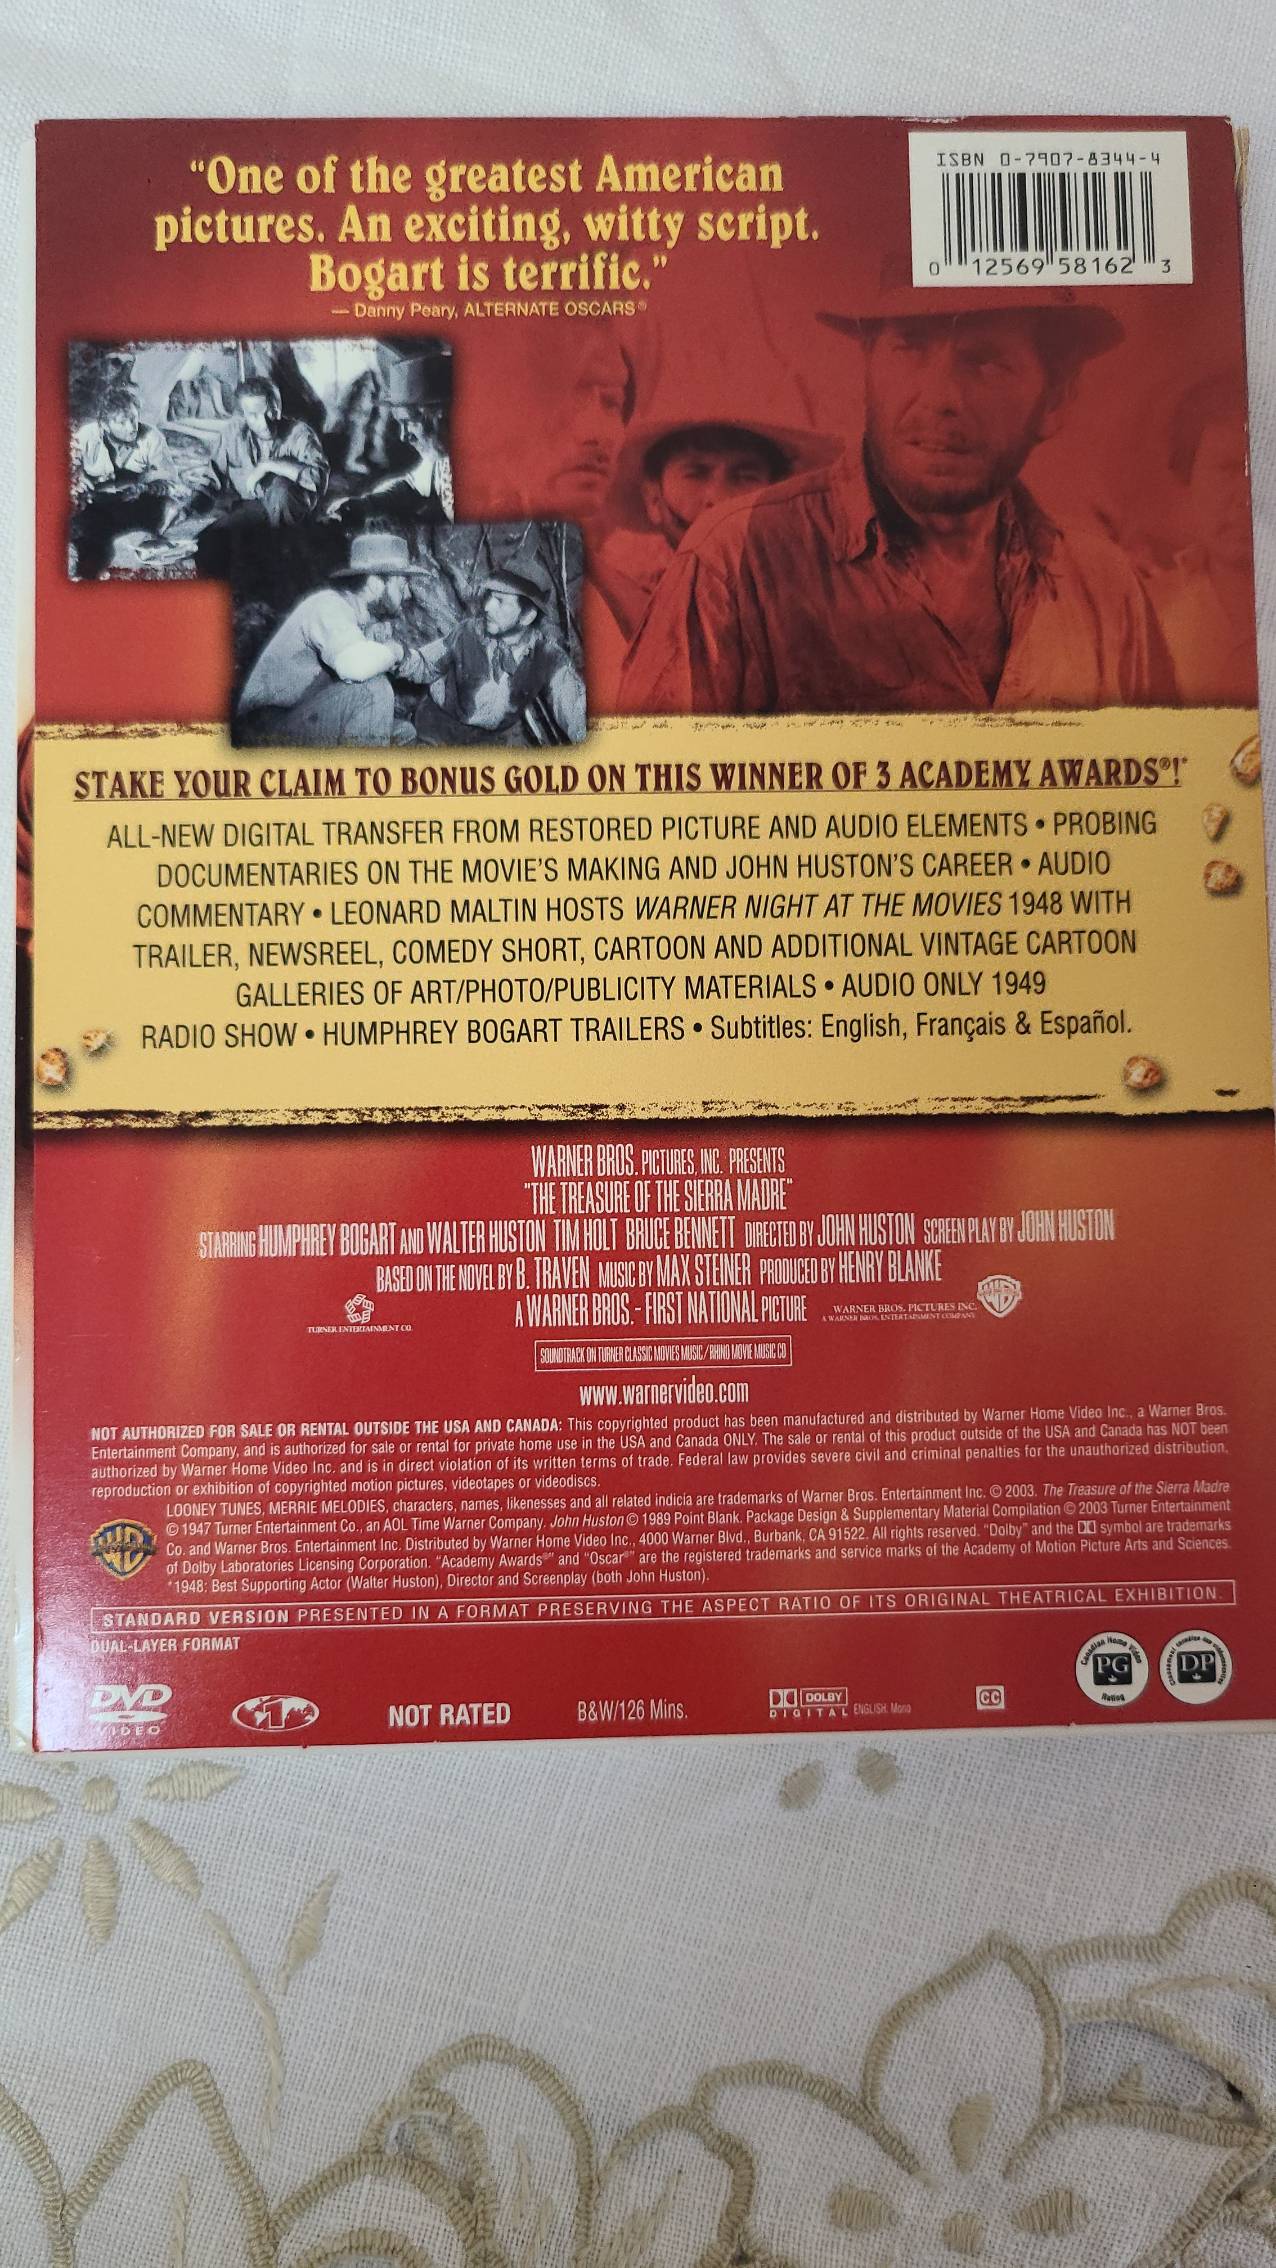 "One of the greatest American
pictures. An exciting, witty script.
Bogart is terrific."
— Danny Peary, ALTERNATE OSCARS®
ISBN 0-7907-8344-4
0 12569 58162 3
STAKE YOUR CLAIM TO BONUS GOLD ON THIS WINNER OF 3 ACADEMY AWARDS®!*
ALL-NEW DIGITAL TRANSFER FROM RESTORED PICTURE AND AUDIO ELEMENTS • PROBING
DOCUMENTARIES ON THE MOVIE'S MAKING AND JOHN HUSTON'S CAREER • AUDIO
COMMENTARY • LEONARD MALTIN HOSTS WARNER NIGHT AT THE MOVIES 1948 WITH
TRAILER, NEWSREEL, COMEDY SHORT, CARTOON AND ADDITIONAL VINTAGE CARTOON
GALLERIES OF ART/PHOTO/PUBLICITY MATERIALS • AUDIO ONLY 1949
RADIO SHOW • HUMPHREY BOGART TRAILERS • Subtitles: English, Français & Español.
WARNER BROS. PICTURES, INC. PRESENTS
"THE TREASURE OF THE SIERRA MADRE"
STARRING HUMPHREY BOGART AND WALTER HUSTON TIM HOLT BRUCE BENNETT DIRECTED BY JOHN HUSTON SCREEN PLAY BY JOHN HUSTON
BASED ON THE NOVEL BY B. TRAVEN MUSIC BY MAX STEINER PRODUCED BY HENRY BLANKE
TURNER ENTERTAINMENT CO.
A WARNER BROS. - FIRST NATIONAL PICTURE
WARNER BROS. PICTURES INC.
A WARNER BROS. ENTERTAINMENT COMPANY
SOUNDTRACK ON TURNER CLASSIC MOVIES MUSIC/RHINO MOVIE MUSIC CD
www.warnervideo.com
NOT AUTHORIZED FOR SALE OR RENTAL OUTSIDE THE USA AND CANADA: This copyrighted product has been manufactured and distributed by Warner Home Video Inc., a Warner Bros.
Entertainment Company, and is authorized for sale or rental for private home use in the USA and Canada ONLY. The sale or rental of this product outside of the USA and Canada has NOT been
authorized by Warner Home Video Inc. and is in direct violation of its written terms of trade. Federal law provides severe civil and criminal penalties for the unauthorized distribution,
reproduction or exhibition of copyrighted motion pictures, videotapes or videodiscs.
LOONEY TUNES, MERRIE MELODIES, characters, names, likenesses and all related indicia are trademarks of Warner Bros. Entertainment Inc. © 2003. The Treasure of the Sierra Madre
© 1947 Turner Entertainment Co., an AOL Time Warner Company. John Huston © 1989 Point Blank. Package Design & Supplementary Material Compilation © 2003 Turner Entertainment
Co. and Warner Bros. Entertainment Inc. Distributed by Warner Home Video Inc., 4000 Warner Blvd., Burbank, CA 91522. All rights reserved. "Dolby" and the DD symbol are trademarks
of Dolby Laboratories Licensing Corporation. "Academy Awards®" and "Oscar®" are the registered trademarks and service marks of the Academy of Motion Picture Arts and Sciences.
*1948: Best Supporting Actor (Walter Huston), Director and Screenplay (both John Huston).
STANDARD VERSION PRESENTED IN A FORMAT PRESERVING THE ASPECT RATIO OF ITS ORIGINAL THEATRICAL EXHIBITION.
DUAL-LAYER FORMAT
Canadian Home Video
PG
Rating
DP
DVD
VIDEO
1
NOT RATED
B&W/126 Mins.
DOLBY
DIGITAL
ENGLISH: Mono
CC